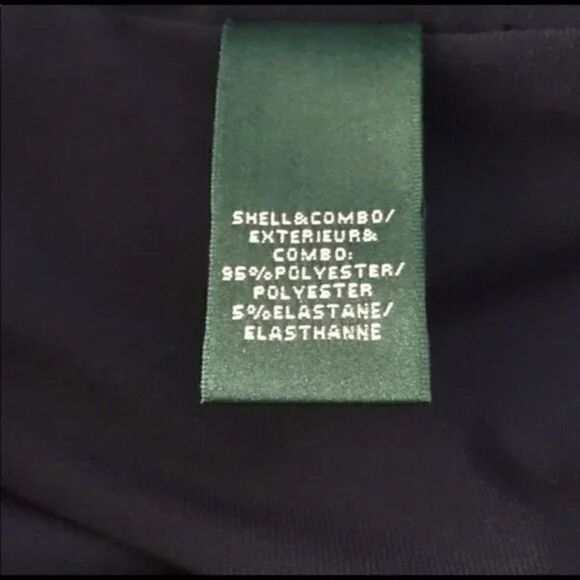 SHELL&COMBO/
EXTERIEUR&
COMBO:
95%POLYESTER/
POLYESTER
5%ELASTANE/
ELASTHANNE